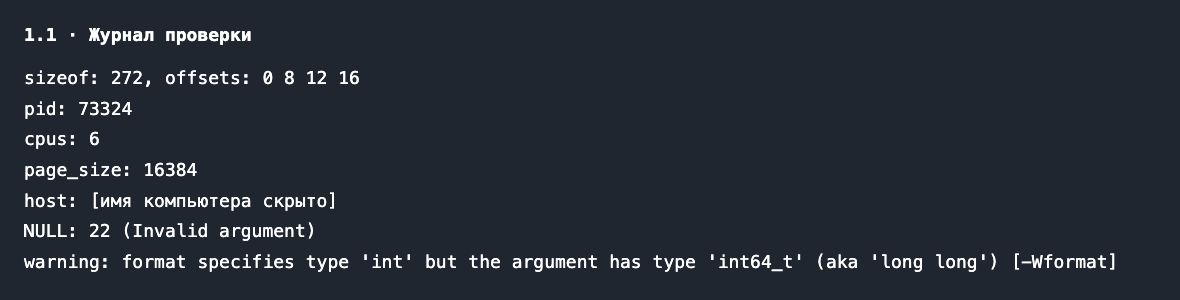 1.1 · Журнал проверки
sizeof: 272, offsets: 0 8 12 16
pid: 73324
cpus: 6
page_size: 16384
host: [имя компьютера скрыто]
NULL: 22 (Invalid argument)
warning: format specifies type 'int' but the argument has type 'int64_t' (aka 'long long') [-Wformat]